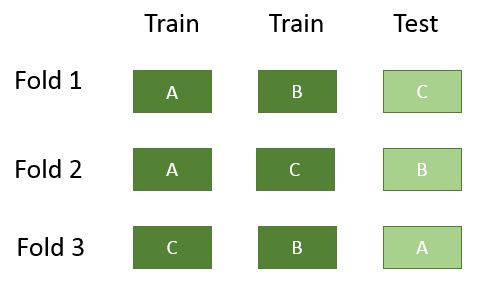 Train Train Test
Fold 1 A B C
Fold 2 A C B
Fold 3 C B A